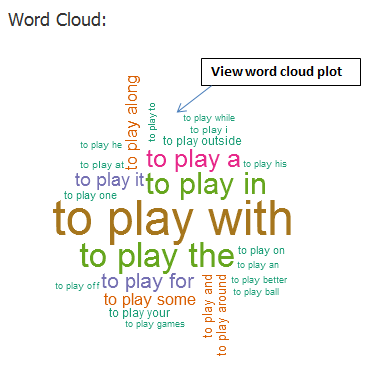 Word Cloud:
View word cloud plot
to play along
to play to
to play while
to play i
to play outside
to play he
to play a
to play at
to play his
to play it
to play in
to play one
to play with
to play the
to play on
to play an
to play off
to play for
to play and
to play around
to play better
to play some
to play ball
to play your
to play games